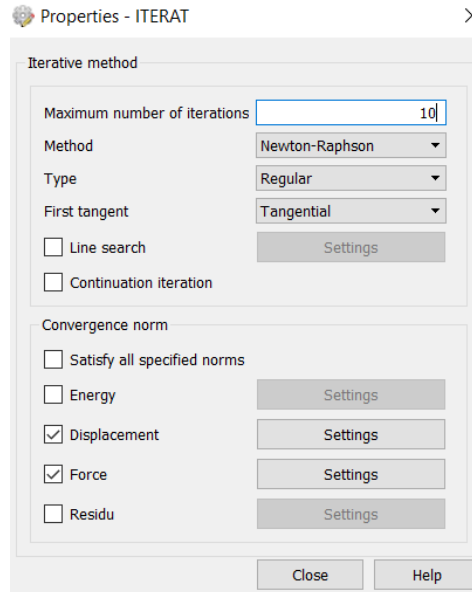 Properties - ITERAT
Iterative method
Maximum number of iterations 10
Method Newton-Raphson
Type Regular
First tangent Tangential
Line search Settings
Continuation iteration
Convergence norm
Satisfy all specified norms
Energy Settings
Displacement Settings
Force Settings
Residu Settings
Close Help